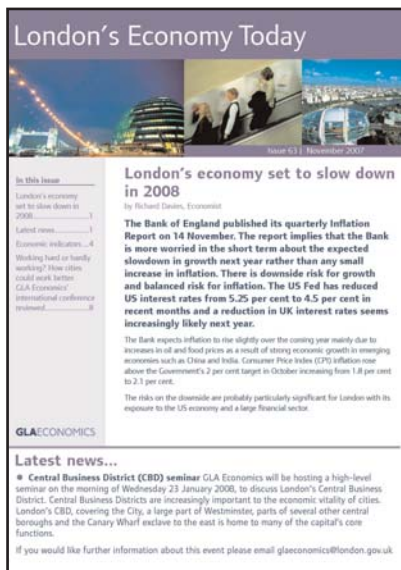 London's Economy Today
Issue 63 | November 2007
In this issue
London's economy
set to slow down in
2008......................1
Latest news............1
Economic indicators....4
Working hard or hardly
working? How cities
could work better:
GLA Economics'
international conference
reviewed..................8
GLAECONOMICS
London's economy set to slow down
in 2008
by Richard Davies, Economist
The Bank of England published its quarterly Inflation
Report on 14 November. The report implies that the Bank
is more worried in the short term about the expected
slowdown in growth next year rather than any small
increase in inflation. There is downside risk for growth
and balanced risk for inflation. The US Fed has reduced
US interest rates from 5.25 per cent to 4.5 per cent in
recent months and a reduction in UK interest rates seems
increasingly likely next year.
The Bank expects inflation to rise slightly over the coming year mainly due to
increases in oil and food prices as a result of strong economic growth in emerging
economies such as China and India. Consumer Price Index (CPI) inflation rose
above the Government's 2 per cent target in October increasing from 1.8 per cent
to 2.1 per cent.
The risks on the downside are probably particularly significant for London with its
exposure to the US economy and a large financial sector.
Latest news...
● Central Business District (CBD) seminar GLA Economics will be hosting a high-level
seminar on the morning of Wednesday 23 January 2008, to discuss London's Central Business
District. Central Business Districts are increasingly important to the economic vitality of cities.
London's CBD, covering the City, a large part of Westminster, parts of several other central
boroughs and the Canary Wharf exclave to the east is home to many of the capital's core
functions.
If you would like further information about this event please email glaeconomics@london.gov.uk